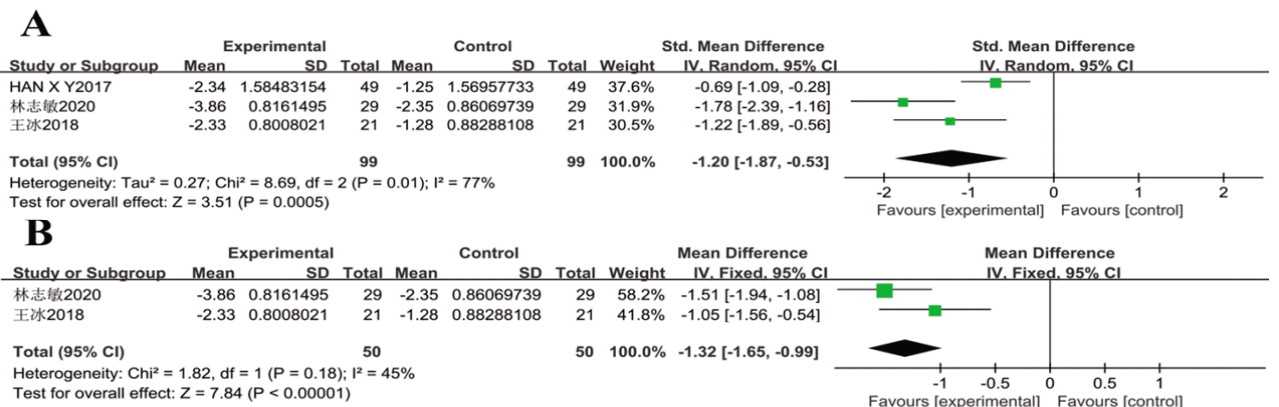 A
Experimental Control Std. Mean Difference Std. Mean Difference
Study or Subgroup Mean SD Total Mean SD Total Weight IV, Random, 95% CI IV, Random, 95% CI
HAN X Y2017 -2.34 1.58483154 49 -1.25 1.56957733 49 37.6% -0.69 [-1.09, -0.28]
林志敏2020 -3.86 0.8161495 29 -2.35 0.86069739 29 31.9% -1.78 [-2.39, -1.16]
王冰2018 -2.33 0.8008021 21 -1.28 0.88288108 21 30.5% -1.22 [-1.89, -0.56]
Total (95% CI) 99 99 100.0% -1.20 [-1.87, -0.53]
Heterogeneity: Tau² = 0.27; Chi² = 8.69, df = 2 (P = 0.01); I² = 77%
Test for overall effect: Z = 3.51 (P = 0.0005)
-2 -1 0 1 2
Favours [experimental] Favours [control]
B
Experimental Control Mean Difference Mean Difference
Study or Subgroup Mean SD Total Mean SD Total Weight IV, Fixed, 95% CI IV, Fixed, 95% CI
林志敏2020 -3.86 0.8161495 29 -2.35 0.86069739 29 58.2% -1.51 [-1.94, -1.08]
王冰2018 -2.33 0.8008021 21 -1.28 0.88288108 21 41.8% -1.05 [-1.56, -0.54]
Total (95% CI) 50 50 100.0% -1.32 [-1.65, -0.99]
Heterogeneity: Chi² = 1.82, df = 1 (P = 0.18); I² = 45%
Test for overall effect: Z = 7.84 (P < 0.00001)
-1 -0.5 0 0.5 1
Favours [experimental] Favours [control]